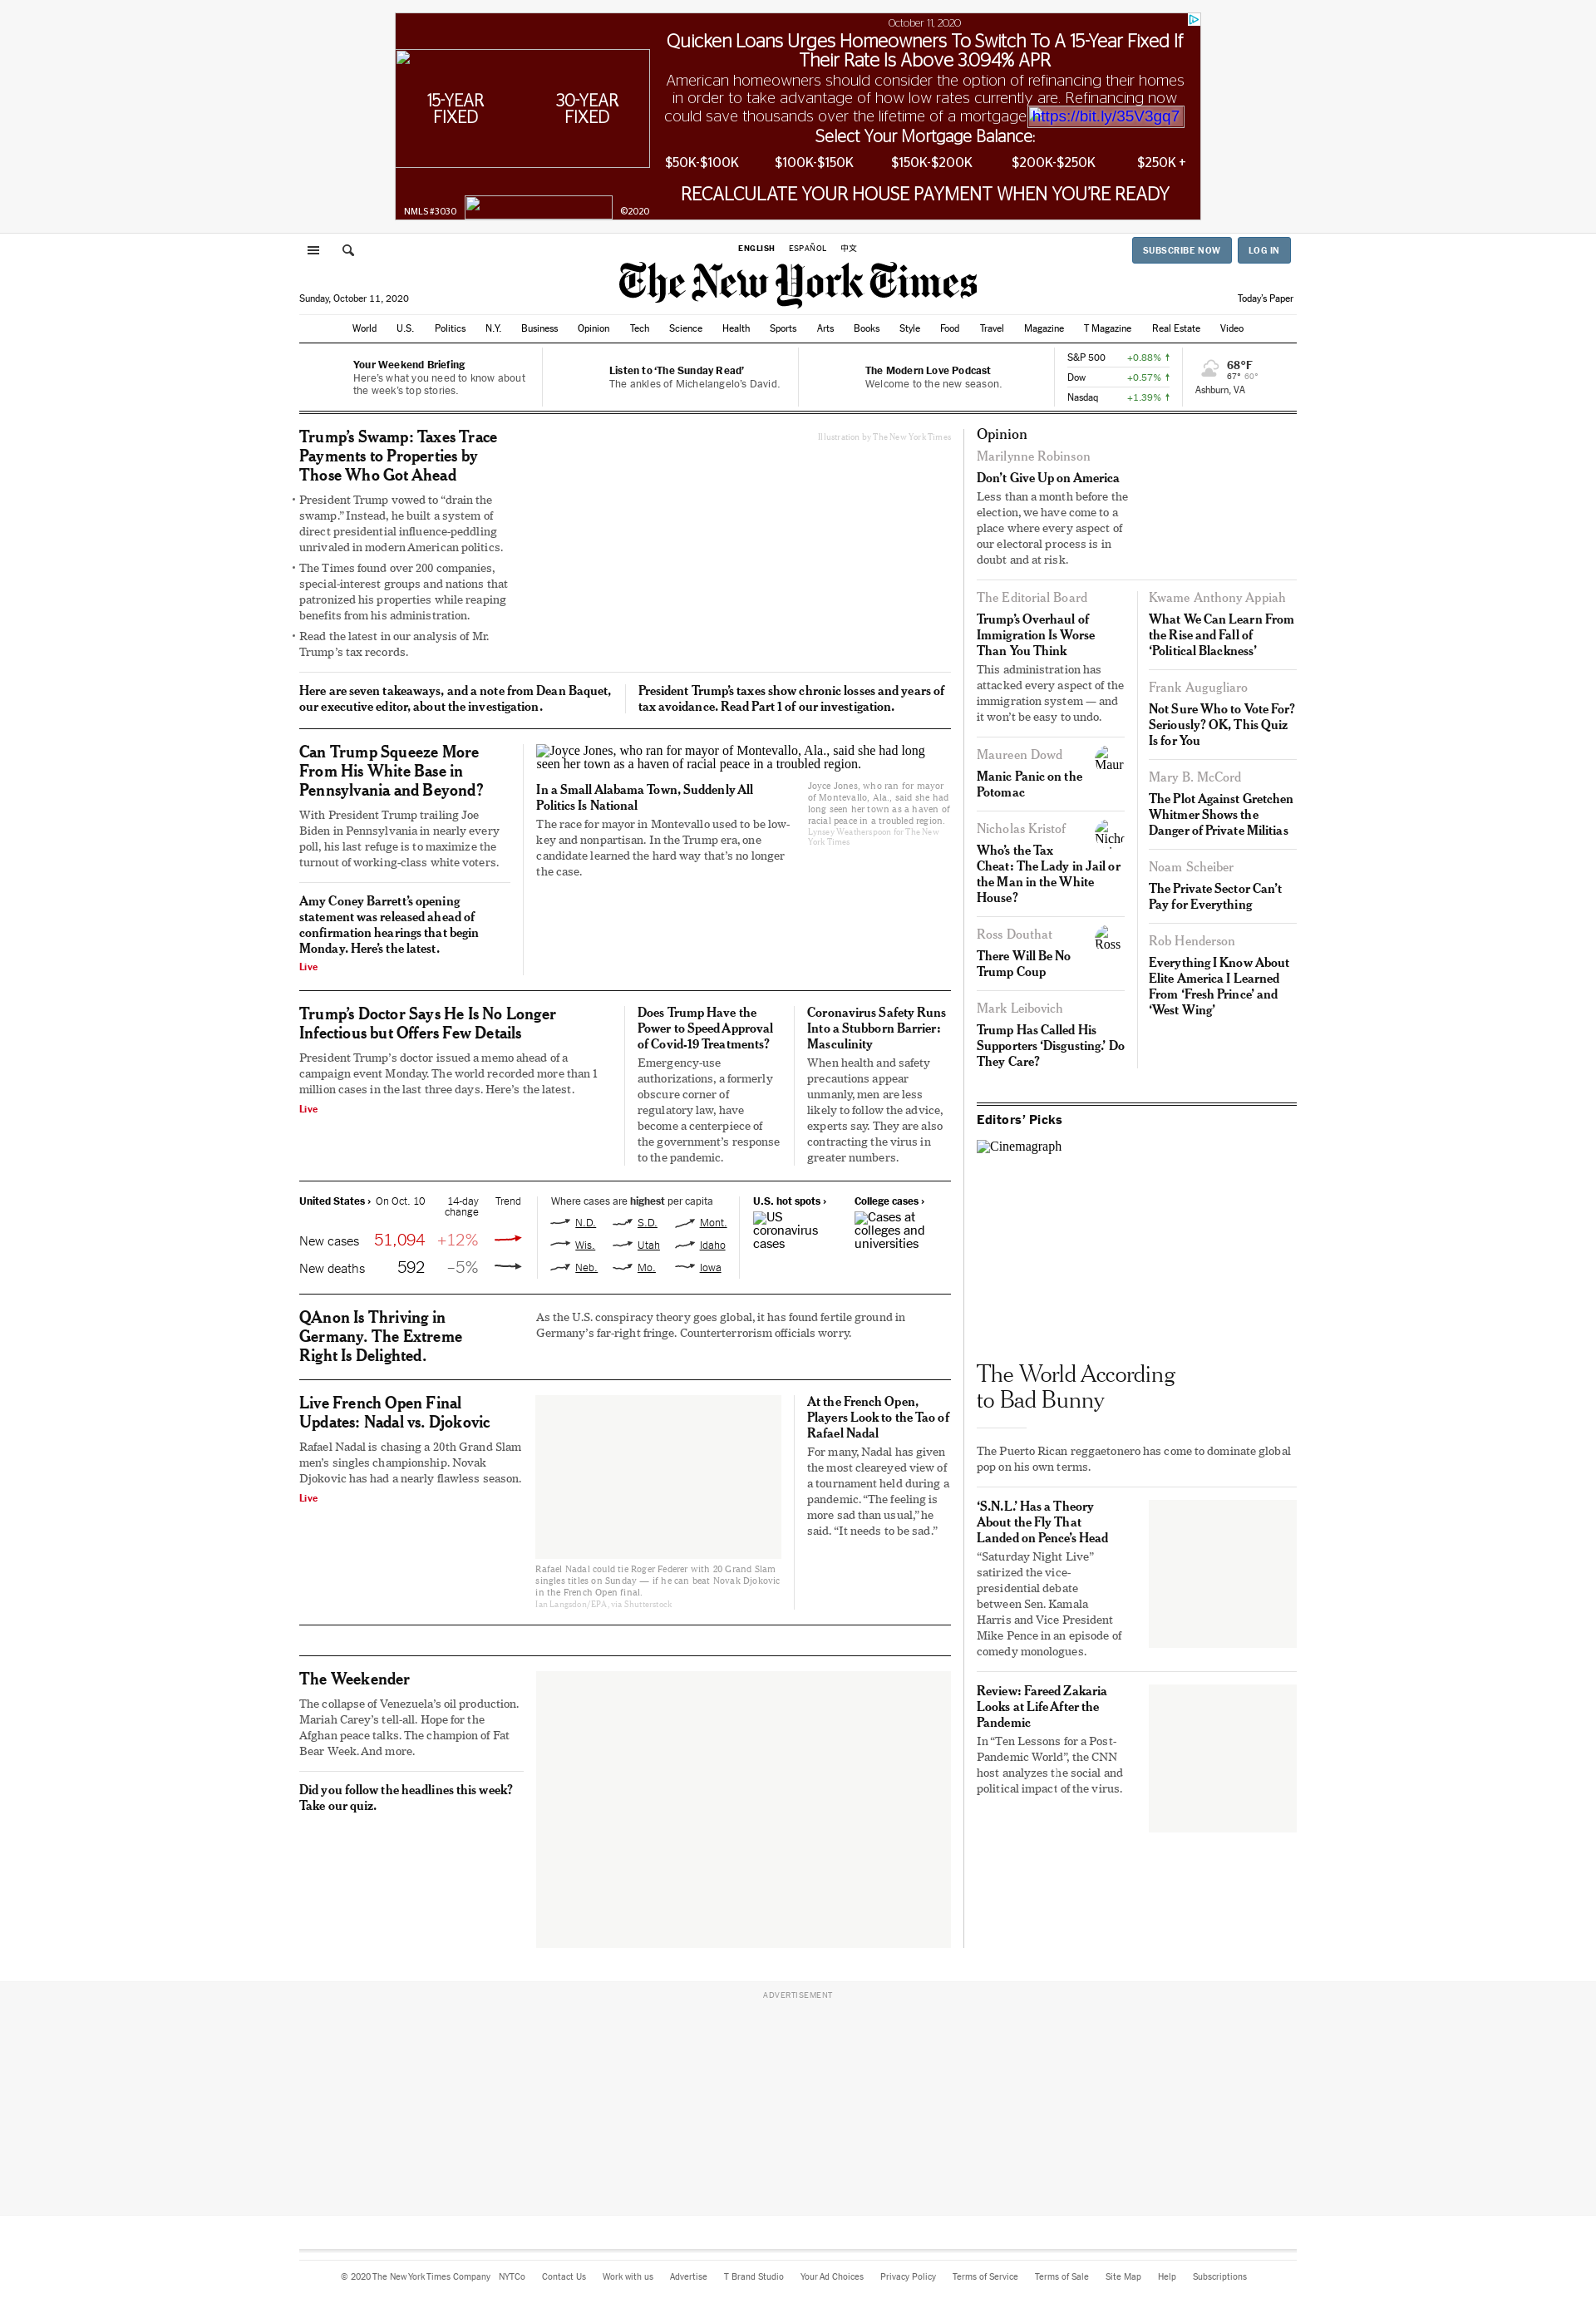 October 11, 2020
Quicken Loans Urges Homeowners To Switch To A 15-Year Fixed If
Their Rate Is Above 3.094% APR
American homeowners should consider the option of refinancing their homes
in order to take advantage of how low rates currently are. Refinancing now
could save thousands over the lifetime of a mortgage
https://bit.ly/35V3gq7
15-YEAR
FIXED
30-YEAR
FIXED
Select Your Mortgage Balance:
$50K-$100K
$100K-$150K
$150K-$200K
$200K-$250K
$250K +
RECALCULATE YOUR HOUSE PAYMENT WHEN YOU'RE READY
NMLS #3030
©2020
ENGLISH
ESPAÑOL
中文
SUBSCRIBE NOW
LOG IN
The New York Times
Sunday, October 11, 2020
Today's Paper
World
U.S.
Politics
N.Y.
Business
Opinion
Tech
Science
Health
Sports
Arts
Books
Style
Food
Travel
Magazine
T Magazine
Real Estate
Video
Your Weekend Briefing
Here's what you need to know about
the week's top stories.
Listen to 'The Sunday Read'
The ankles of Michelangelo's David.
The Modern Love Podcast
Welcome to the new season.
S&P 500 +0.88% ↑
Dow +0.57% ↑
Nasdaq +1.39% ↑
68°F
67° 60°
Ashburn, VA
Trump's Swamp: Taxes Trace
Payments to Properties by
Those Who Got Ahead
• President Trump vowed to “drain the
swamp.” Instead, he built a system of
direct presidential influence-peddling
unrivaled in modern American politics.
• The Times found over 200 companies,
special-interest groups and nations that
patronized his properties while reaping
benefits from his administration.
• Read the latest in our analysis of Mr.
Trump's tax records.
Illustration by The New York Times
Here are seven takeaways, and a note from Dean Baquet,
our executive editor, about the investigation.
President Trump's taxes show chronic losses and years of
tax avoidance. Read Part 1 of our investigation.
Can Trump Squeeze More
From His White Base in
Pennsylvania and Beyond?
With President Trump trailing Joe
Biden in Pennsylvania in nearly every
poll, his last refuge is to maximize the
turnout of working-class white voters.
Amy Coney Barrett's opening
statement was released ahead of
confirmation hearings that begin
Monday. Here's the latest.
Live
Joyce Jones, who ran for mayor of Montevallo, Ala., said she had long
seen her town as a haven of racial peace in a troubled region.
In a Small Alabama Town, Suddenly All
Politics Is National
The race for mayor in Montevallo used to be low-
key and nonpartisan. In the Trump era, one
candidate learned the hard way that's no longer
the case.
Joyce Jones, who ran for mayor
of Montevallo, Ala., said she had
long seen her town as a haven of
racial peace in a troubled region.
Lynsey Weatherspoon for The New
York Times
Trump's Doctor Says He Is No Longer
Infectious but Offers Few Details
President Trump's doctor issued a memo ahead of a
campaign event Monday. The world recorded more than 1
million cases in the last three days. Here's the latest.
Live
Does Trump Have the
Power to Speed Approval
of Covid-19 Treatments?
Emergency-use
authorizations, a formerly
obscure corner of
regulatory law, have
become a centerpiece of
the government's response
to the pandemic.
Coronavirus Safety Runs
Into a Stubborn Barrier:
Masculinity
When health and safety
precautions appear
unmanly, men are less
likely to follow the advice,
experts say. They are also
contracting the virus in
greater numbers.
United States ›
On Oct. 10
14-day
change
Trend
New cases 51,094 +12%
New deaths 592 –5%
Where cases are highest per capita
N.D.
S.D.
Mont.
Wis.
Utah
Idaho
Neb.
Mo.
Iowa
U.S. hot spots ›
US
coronavirus
cases
College cases ›
Cases at
colleges and
universities
QAnon Is Thriving in
Germany. The Extreme
Right Is Delighted.
As the U.S. conspiracy theory goes global, it has found fertile ground in
Germany's far-right fringe. Counterterrorism officials worry.
Live French Open Final
Updates: Nadal vs. Djokovic
Rafael Nadal is chasing a 20th Grand Slam
men's singles championship. Novak
Djokovic has had a nearly flawless season.
Live
Rafael Nadal could tie Roger Federer with 20 Grand Slam
singles titles on Sunday — if he can beat Novak Djokovic
in the French Open final.
Ian Langsdon/EPA, via Shutterstock
At the French Open,
Players Look to the Tao of
Rafael Nadal
For many, Nadal has given
the most cleareyed view of
a tournament held during a
pandemic. “The feeling is
more sad than usual,” he
said. “It needs to be sad.”
The Weekender
The collapse of Venezuela's oil production.
Mariah Carey's tell-all. Hope for the
Afghan peace talks. The champion of Fat
Bear Week. And more.
Did you follow the headlines this week?
Take our quiz.
Opinion
Marilynne Robinson
Don't Give Up on America
Less than a month before the
election, we have come to a
place where every aspect of
our electoral process is in
doubt and at risk.
The Editorial Board
Trump's Overhaul of
Immigration Is Worse
Than You Think
This administration has
attacked every aspect of the
immigration system — and
it won't be easy to undo.
Maureen Dowd
Maur
Manic Panic on the
Potomac
Nicholas Kristof
Nicho
Who's the Tax
Cheat: The Lady in Jail or
the Man in the White
House?
Ross Douthat
Ross
There Will Be No
Trump Coup
Mark Leibovich
Trump Has Called His
Supporters 'Disgusting.' Do
They Care?
Kwame Anthony Appiah
What We Can Learn From
the Rise and Fall of
'Political Blackness'
Frank Augugliaro
Not Sure Who to Vote For?
Seriously? OK, This Quiz
Is for You
Mary B. McCord
The Plot Against Gretchen
Whitmer Shows the
Danger of Private Militias
Noam Scheiber
The Private Sector Can't
Pay for Everything
Rob Henderson
Everything I Know About
Elite America I Learned
From 'Fresh Prince' and
'West Wing'
Editors' Picks
Cinemagraph
The World According
to Bad Bunny
The Puerto Rican reggaetonero has come to dominate global
pop on his own terms.
'S.N.L.' Has a Theory
About the Fly That
Landed on Pence's Head
“Saturday Night Live”
satirized the vice-
presidential debate
between Sen. Kamala
Harris and Vice President
Mike Pence in an episode of
comedy monologues.
Review: Fareed Zakaria
Looks at Life After the
Pandemic
In “Ten Lessons for a Post-
Pandemic World”, the CNN
host analyzes the social and
political impact of the virus.
ADVERTISEMENT
© 2020 The New York Times Company
NYTCo
Contact Us
Work with us
Advertise
T Brand Studio
Your Ad Choices
Privacy Policy
Terms of Service
Terms of Sale
Site Map
Help
Subscriptions